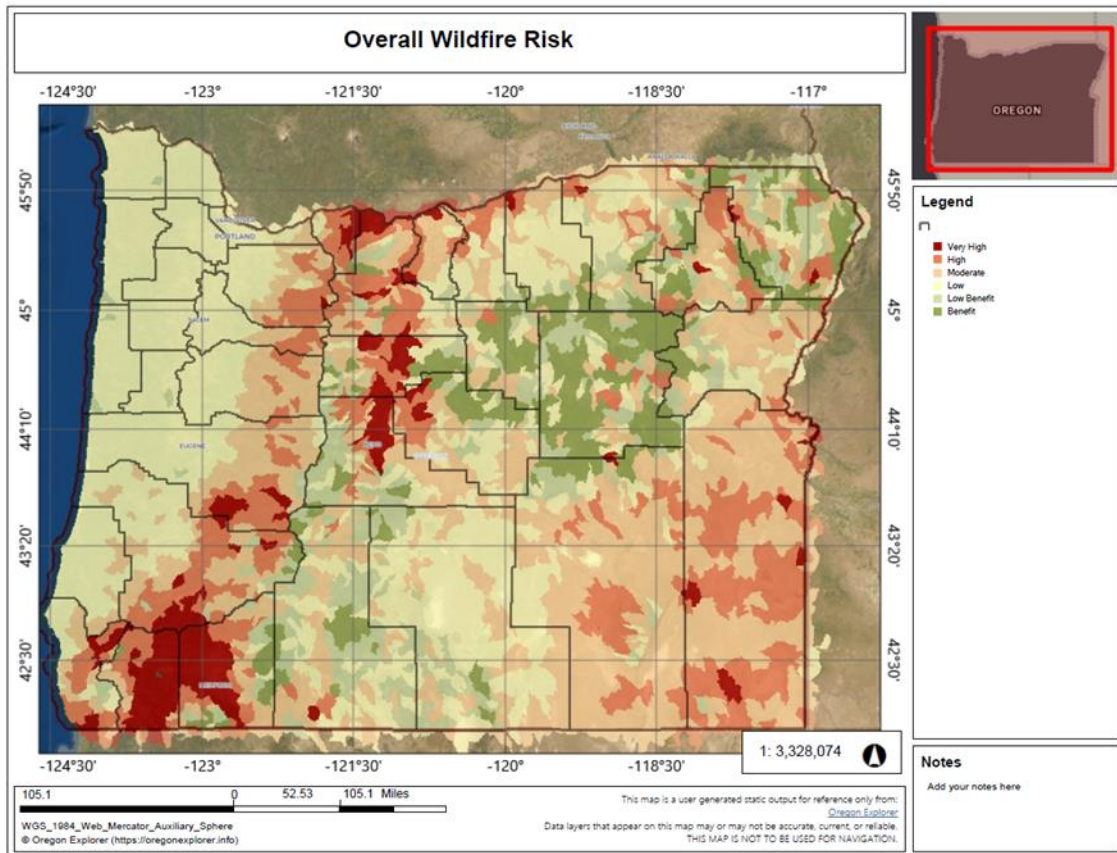 Overall Wildfire Risk
-124°30' -123° -121°30' -120° -118°30' -117°
45°50' 45°50'
45° 45°
44°10' 44°10'
43°20' 43°20'
42°30' 42°30'
PORTLAND
SALEM
EUGENE
-124°30' -123° -121°30' -120° -118°30' -117°
1: 3,328,074
105.1 0 52.53 105.1 Miles
WGS_1984_Web_Mercator_Auxiliary_Sphere
© Oregon Explorer (https://oregonexplorer.info)
This map is a user generated static output for reference only from:
Oregon Explorer
Data layers that appear on this map may or may not be accurate, current, or reliable.
THIS MAP IS NOT TO BE USED FOR NAVIGATION.
OREGON
Legend
Very High
High
Moderate
Low
Low Benefit
Benefit
Notes
Add your notes here